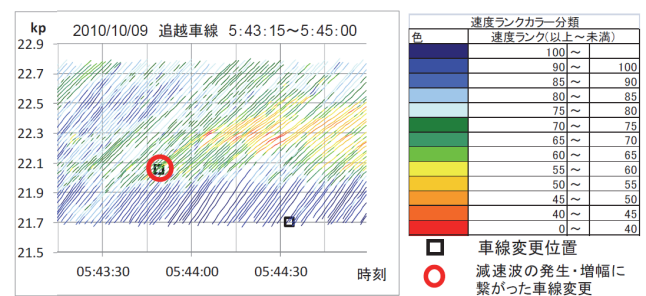 kp
2010/10/09 追越車線 5:43:15～5:45:00
22.9
22.7
22.5
22.3
22.1
21.9
21.7
21.5
05:43:30 05:44:00 05:44:30 時刻
速度ランクカラー分類
色 速度ランク(以上～未満)
100 ～
90 ～ 100
85 ～ 90
80 ～ 85
75 ～ 80
70 ～ 75
65 ～ 70
60 ～ 65
55 ～ 60
50 ～ 55
45 ～ 50
40 ～ 45
0 ～ 40
車線変更位置
減速波の発生・増幅に
繋がった車線変更